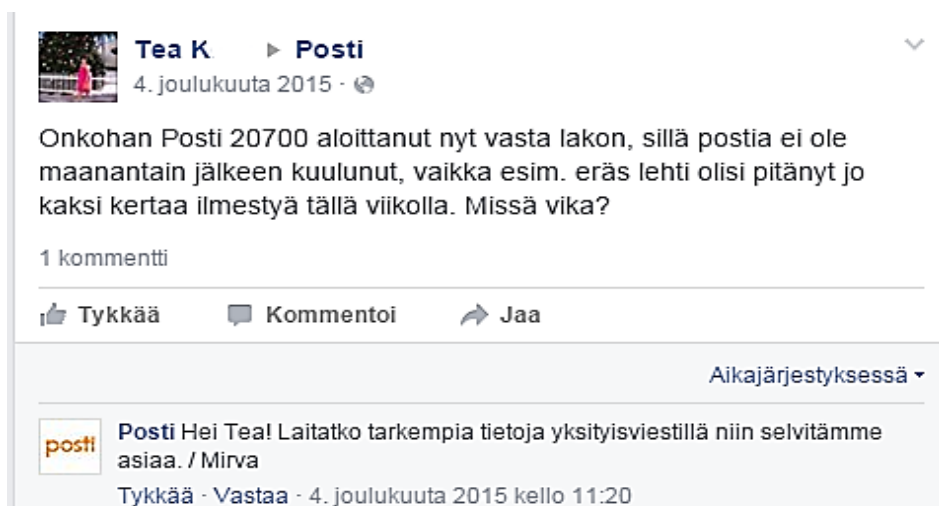 Tea K. ▸ Posti
4. joulukuuta 2015 ·
Onkohan Posti 20700 aloittanut nyt vasta lakon, sillä postia ei ole
maanantain jälkeen kuulunut, vaikka esim. eräs lehti olisi pitänyt jo
kaksi kertaa ilmestyä tällä viikolla. Missä vika?
1 kommentti
Tykkää Kommentoi Jaa
Aikajärjestyksessä
posti
Posti Hei Tea! Laitatko tarkempia tietoja yksityisviestillä niin selvitämme
asiaa. / Mirva
Tykkää · Vastaa · 4. joulukuuta 2015 kello 11:20